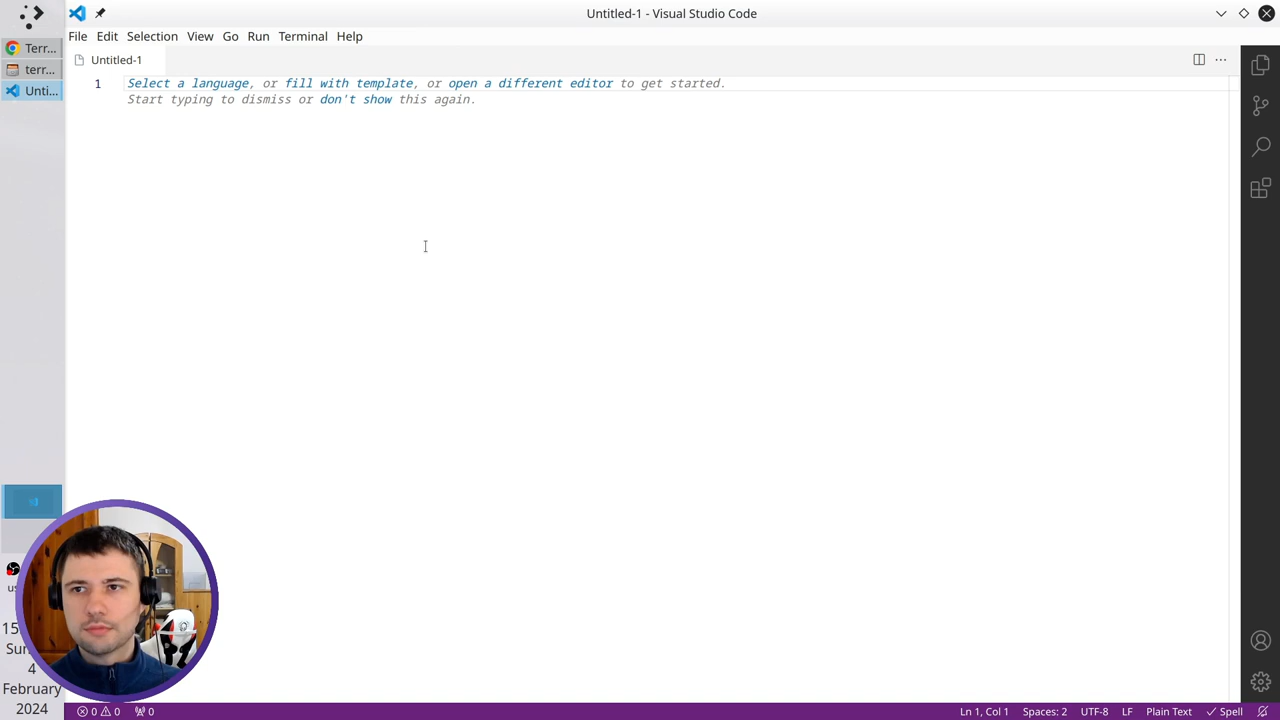 Untitled-1 - Visual Studio Code
File Edit Selection View Go Run Terminal Help
Terr...
terr...
Unti...
Untitled-1
1 Select a language, or fill with template, or open a different editor to get started.
Start typing to dismiss or don't show this again.
15
Sun
4
February
2024
0 0 0
Ln 1, Col 1 Spaces: 2 UTF-8 LF Plain Text Spell